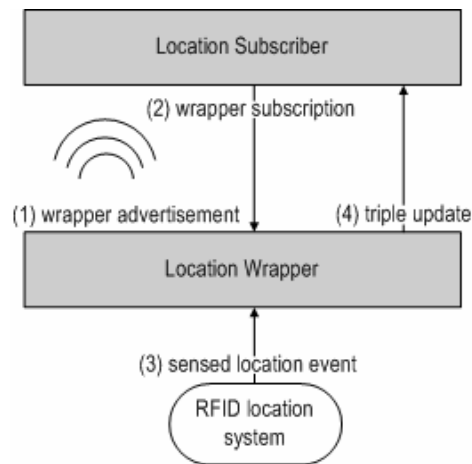 Location Subscriber
(2) wrapper subscription
(1) wrapper advertisement
(4) triple update
Location Wrapper
(3) sensed location event
RFID location
system